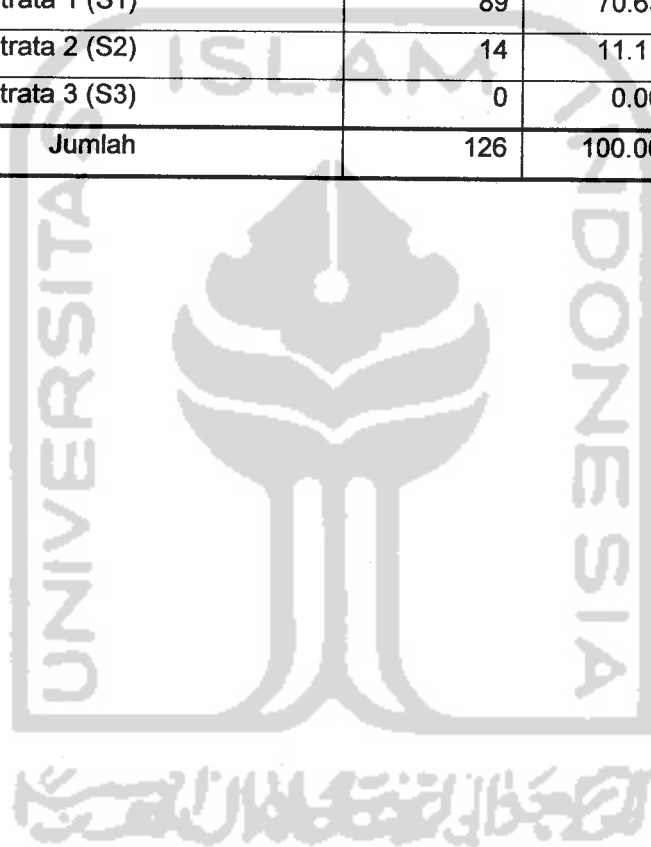 trata 1 (S1) 89 70.6
trata 2 (S2) 14 11.1
trata 3 (S3) 0 0.0
Jumlah 126 100.0
ISLAM
UNIVERSITAS
INDONESIA